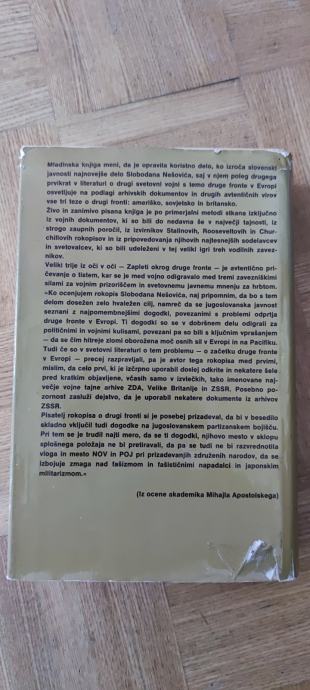 Mladinska knjiga meni, da je opravila koristno delo, ko izroča slovenski
javnosti najnovejše delo Slobodana Nešovića, saj v njem poleg drugega
prvikrat v literaturi o drugi svetovni vojni s temo druge fronte v Evropi
osvetljuje na podlagi arhivskih dokumentov in drugih avtentičnih virov
vse tri teze o drugi fronti: ameriško, sovjetsko in britansko.
Živo in zanimivo pisana knjiga je po primerjalni metodi stkana izključno
iz vojnih dokumentov, ki so bili do nedavna še v največji tajnosti, iz
strogo zaupnih poročil, iz izvirnikov Stalinovih, Rooseveltovih in Chur-
chillovih rokopisov in iz pripovedovanja njihovih najtesnejših sodelavcev
in svetovalcev, ki so bili udeleženi v tej veliki igri treh vodilnih zavez-
nikov.
Veliki trije iz oči v oči — Zapleti okrog druge fronte — je avtentično pri-
čevanje o tistem, kar se je med vojno odigravalo med tremi zavezniškimi
silami za vojnim prizoriščem in svetovnemu javnemu mnenju za hrbtom.
«Ko ocenjujem rokopis Slobodana Nešovića, naj pripomnim, da bo s tem
delom dosežen zelo hvaležen cilj, namreč da se jugoslovanska javnost
seznani z najpomembnejšimi dogodki, povezanimi s problemi odprtja
druge fronte v Evropi. Ti dogodki so se v dobršnem delu odigrali za
političnimi in vojnimi kulisami, povezani pa so bili s ključnim vprašanjem
— da se čim hitreje zlomi oborožena moč osnih sil v Evropi in na Pacifiku.
Tudi če so v svetovni literaturi o tem problemu — o začetku druge fronte
v Evropi — precej razpravljali, pa je avtor tega rokopisa med prvimi,
mislim, da celo prvi, ki je izčrpno uporabil doslej odkrite in nekatere šele
pred kratkim objavljene, včasih samo v izvlečkih, tako imenovane naj-
večje vojne tajne arhive ZDA, Velike Britanije in ZSSR. Posebno po-
zornost zasluži dejstvo, da je uporabil nekatere dokumente iz arhivov
ZSSR.
Pisatelj rokopisa o drugi fronti si je posebej prizadeval, da bi v besedilo
skladno vključil tudi dogodke na jugoslovanskem partizanskem bojišču.
Pri tem se je trudil najti mero, da se ti dogodki, njihovo mesto v sklopu
splošnega položaja ne bi pretiravali, da pa se tudi ne bi razvrednotila
vloga in mesto NOV in POJ pri prizadevanjih združenih narodov, da se
izbojuje zmaga nad fašizmom in fašističnimi napadalci in japonskim
militarizmom.»
(Iz ocene akademika Mihajla Apostolskega)